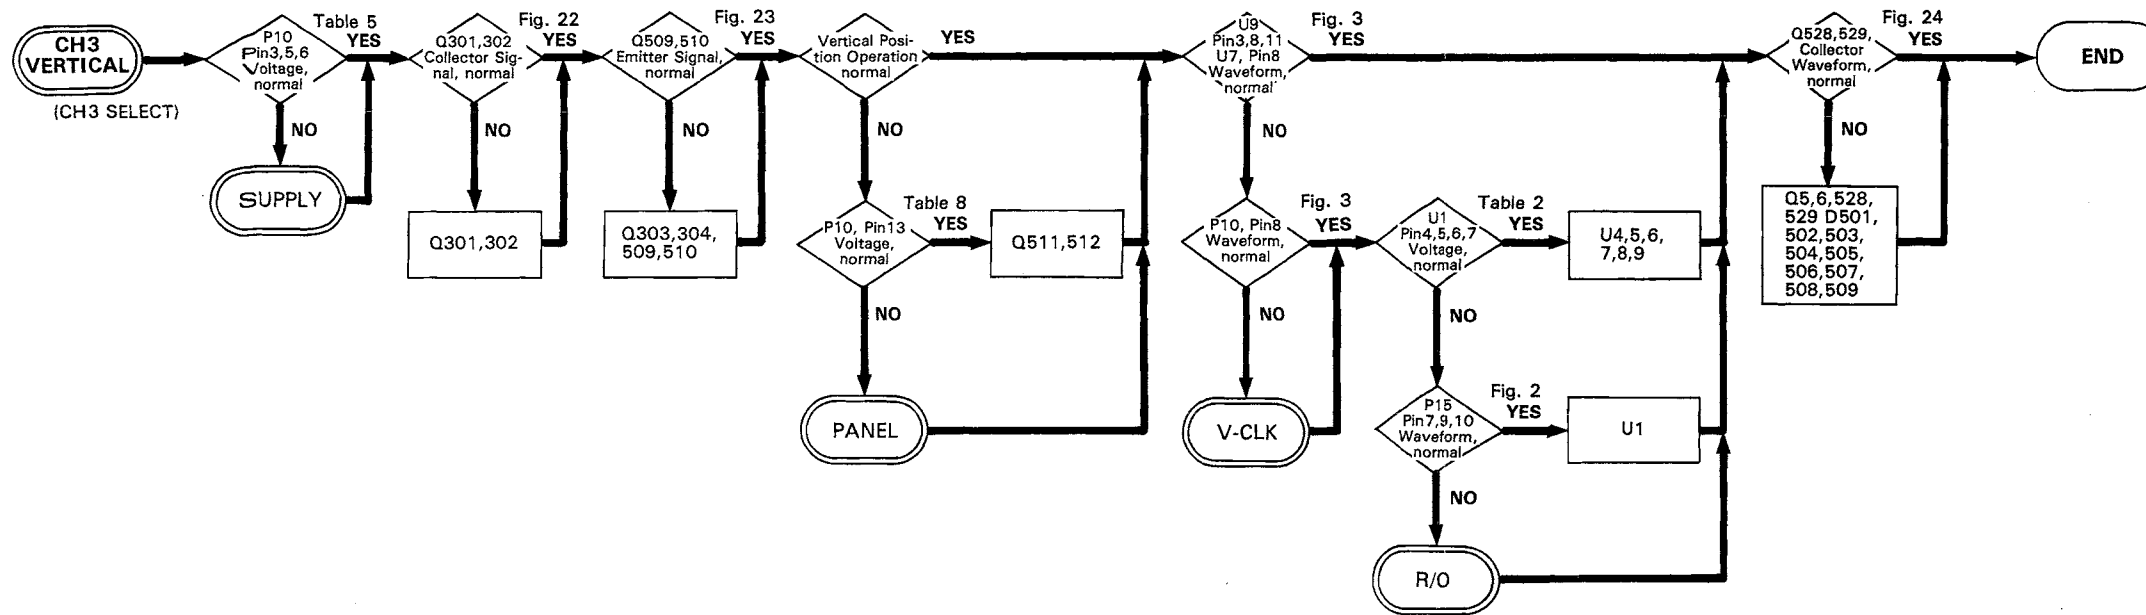 CH3
VERTICAL
(CH3 SELECT)
P10
Pin3,5,6
Voltage,
normal
Table 5
YES
NO
SUPPLY
Q301,302
Collector Sig-
nal, normal
Fig. 22
YES
NO
Q301,302
Q509,510
Emitter Signal,
normal
Fig. 23
YES
NO
Q303,304,
509,510
Vertical Posi-
tion Operation
normal
YES
NO
P10, Pin13
Voltage,
normal
Table 8
YES
Q511,512
NO
PANEL
U9
Pin3,8,11
U7, Pin8
Waveform,
normal
Fig. 3
YES
NO
P10, Pin8
Waveform,
normal
Fig. 3
YES
NO
V-CLK
U1
Pin4,5,6,7
Voltage,
normal
Table 2
YES
U4,5,6,
7,8,9
NO
P15
Pin7,9,10
Waveform,
normal
Fig. 2
YES
U1
NO
R/O
Q528,529,
Collector
Waveform,
normal
Fig. 24
YES
NO
Q5,6,528,
529 D501,
502,503,
504,505,
506,507,
508,509
END